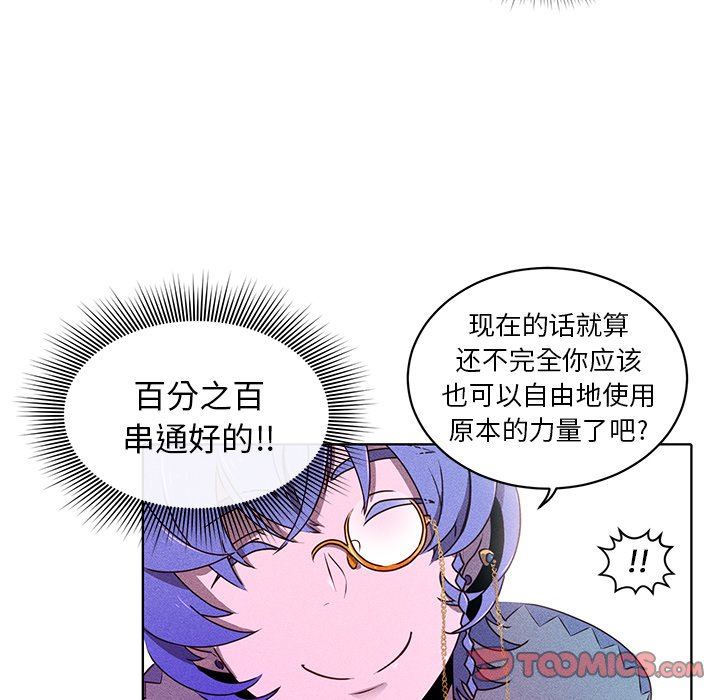 百分之百
串通好的!!
现在的话就算
还不完全你应该
也可以自由地使用
原本的力量了吧?
!!
TOOMICS.COM